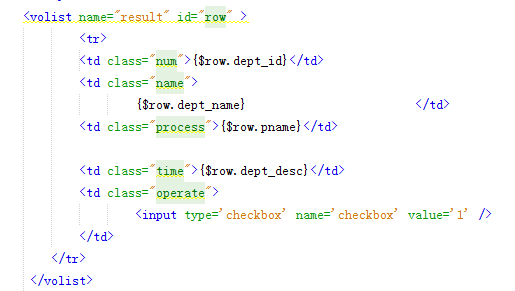 <volist name="result" id="row" >
<tr>
<td class="num">{$row.dept_id}</td>
<td class="name">
{$row.dept_name} </td>
<td class="process">{$row.pname}</td>
<td class="time">{$row.dept_desc}</td>
<td class="operate">
<input type='checkbox' name='checkbox' value='1' />
</td>
</tr>
</volist>